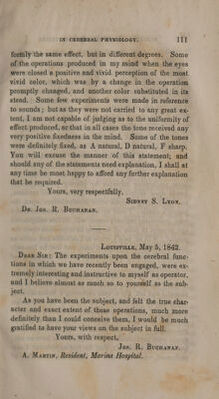 IN CEREBRAL PHYSIOLOGY. 111
formly the same effect, but in different degrees. Some
of the operations produced in my mind when the eyes
were closed a positive and vivid perception of the most
vivid color, which was by a change in the operation
promptly changed, and another color substituted in its
stead. Some few experiments were made in reference
to sounds; but as they were not carried to any great ex-
tent, I am not capable of judging as to the uniformity of
effect produced, or that in all cases the tone received any
very positive fixedness in the mind. Some of the tones
were definitely fixed, as A natural, D natural, F sharp.
You will excuse the manner of this statement; and
should any of the statements need explanation, I shall at
any time be most happy to afford any further explanation
that be required.
Yours, very respectfully,
SIDNEY S. LYON.
DR. JOS. R. BUCHANAN.
LOUISVILLE, May 5, 1842.
DEAR SIR: The experiments upon the cerebral func-
tions in which we have recently been engaged, were ex-
tremely interesting and instructive to myself as operator,
and I believe almost as much so to yourself as the sub-
ject.
As you have been the subject, and felt the true char-
acter and exact extent of these operations, much more
definitely than I could conceive them, I would be much
gratified to have your views on the subject in full.
Yours, with respect,
JOS. R. BUCHANAN.
A. MARTIN, Resident, Marine Hospital.